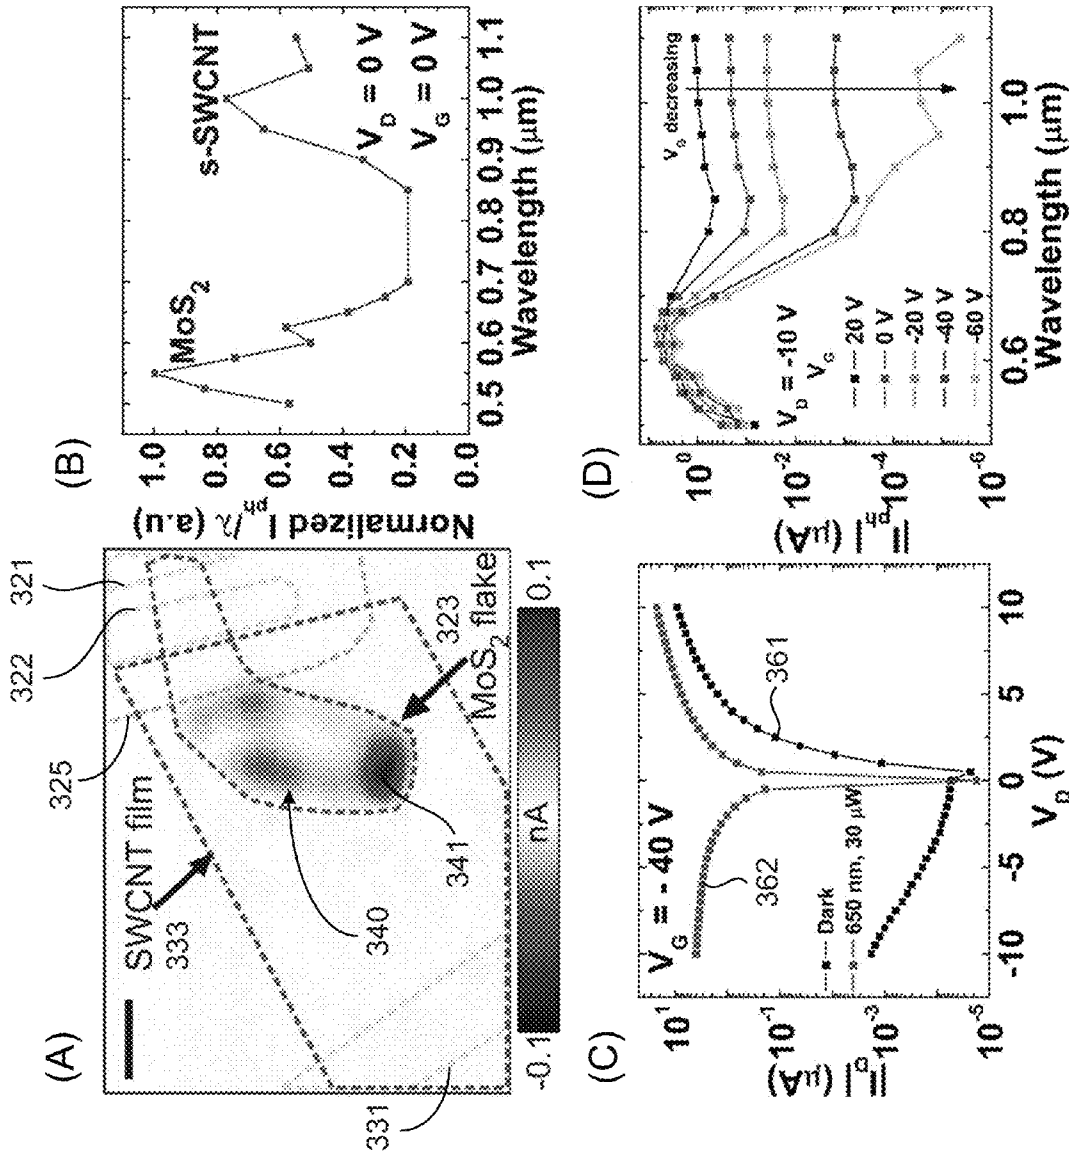 (A)
SWCNT film
333
325
322
321
340
341
323
MoS2 flake
331
-0.1
nA
0.1
(B)
Normalized Iph/λ (a.u)
1.0
0.8
0.6
0.4
0.2
0.0
MoS2
s-SWCNT
VD = 0 V
VG = 0 V
0.5 0.6 0.7 0.8 0.9 1.0 1.1
Wavelength (μm)
(C)
|ID| (μA)
10^1
10^-1
10^-3
10^-5
VG = - 40 V
362
361
Dark
650 nm, 30 μW
-10 -5 0 5 10
VD (V)
(D)
|Iph| (μA)
10^0
10^-2
10^-4
10^-6
VG decreasing
VD = -10 V
VG
20 V
0 V
-20 V
-40 V
-60 V
0.6 0.8 1.0
Wavelength (μm)